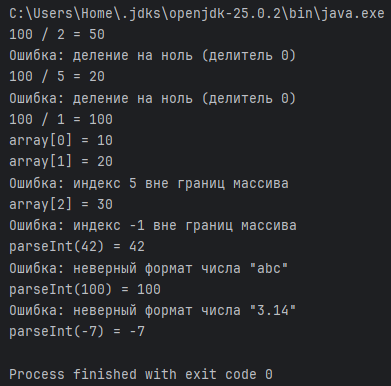 C:\Users\Home\.jdks\openjdk-25.0.2\bin\java.exe
100 / 2 = 50
Ошибка: деление на ноль (делитель 0)
100 / 5 = 20
Ошибка: деление на ноль (делитель 0)
100 / 1 = 100
array[0] = 10
array[1] = 20
Ошибка: индекс 5 вне границ массива
array[2] = 30
Ошибка: индекс -1 вне границ массива
parseInt(42) = 42
Ошибка: неверный формат числа "abc"
parseInt(100) = 100
Ошибка: неверный формат числа "3.14"
parseInt(-7) = -7
Process finished with exit code 0